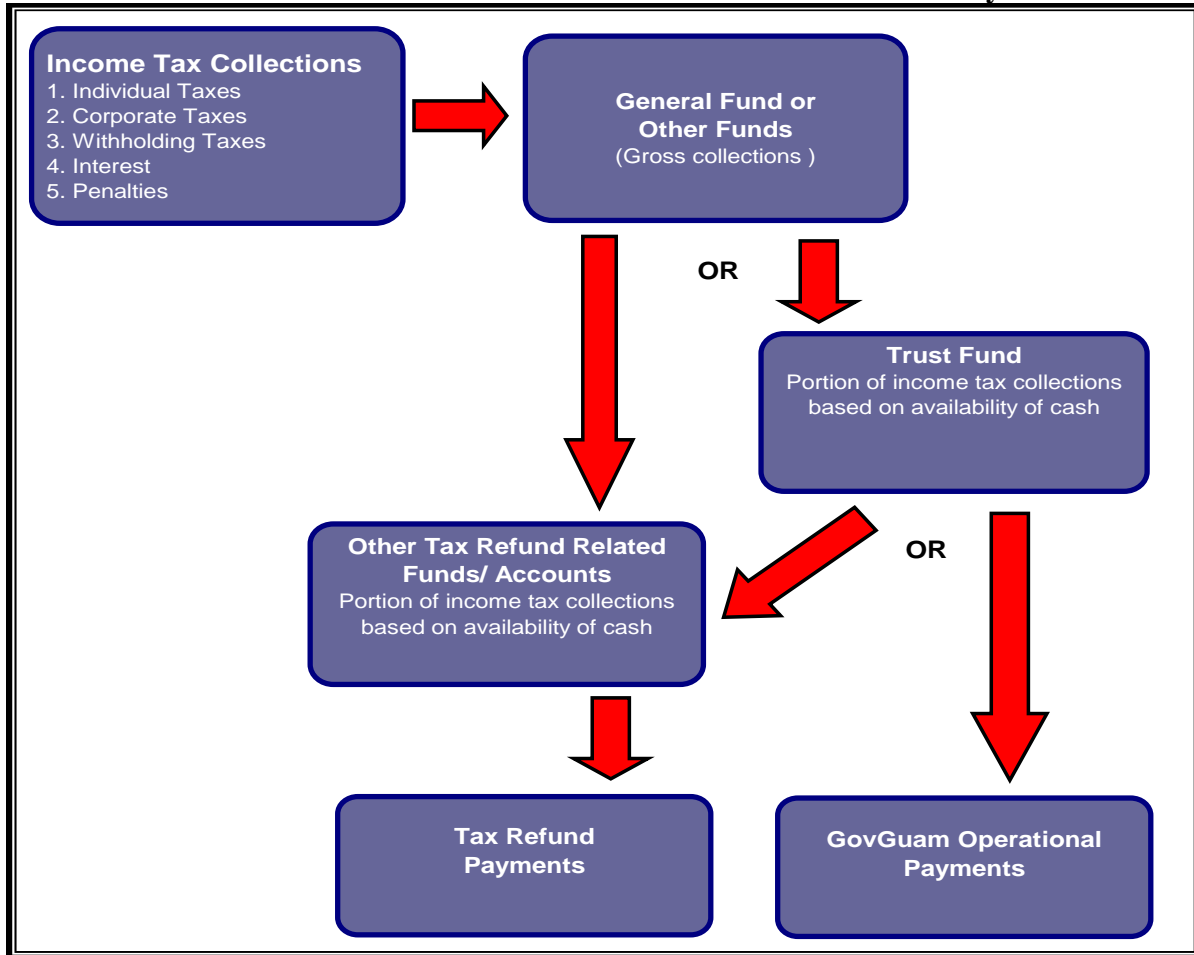 Income Tax Collections
1. Individual Taxes
2. Corporate Taxes
3. Withholding Taxes
4. Interest
5. Penalties
General Fund or
Other Funds
(Gross collections )
OR
Trust Fund
Portion of income tax collections
based on availability of cash
Other Tax Refund Related
Funds/ Accounts
Portion of income tax collections
based on availability of cash
OR
Tax Refund
Payments
GovGuam Operational
Payments